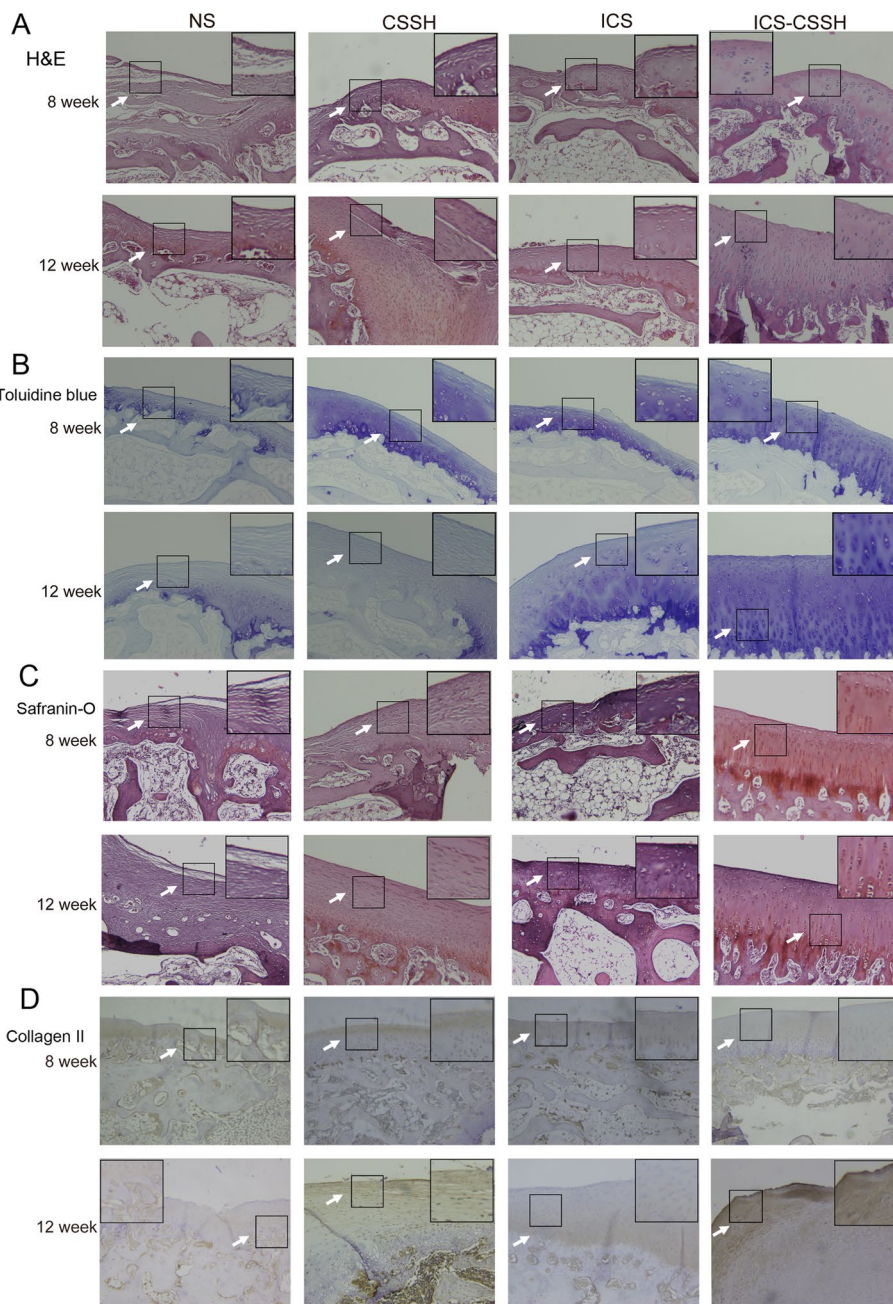 NS CSSH ICS ICS-CSSH
A
H&E
8 week
12 week
B
Toluidine blue
8 week
12 week
C
Safranin-O
8 week
12 week
D
Collagen II
8 week
12 week